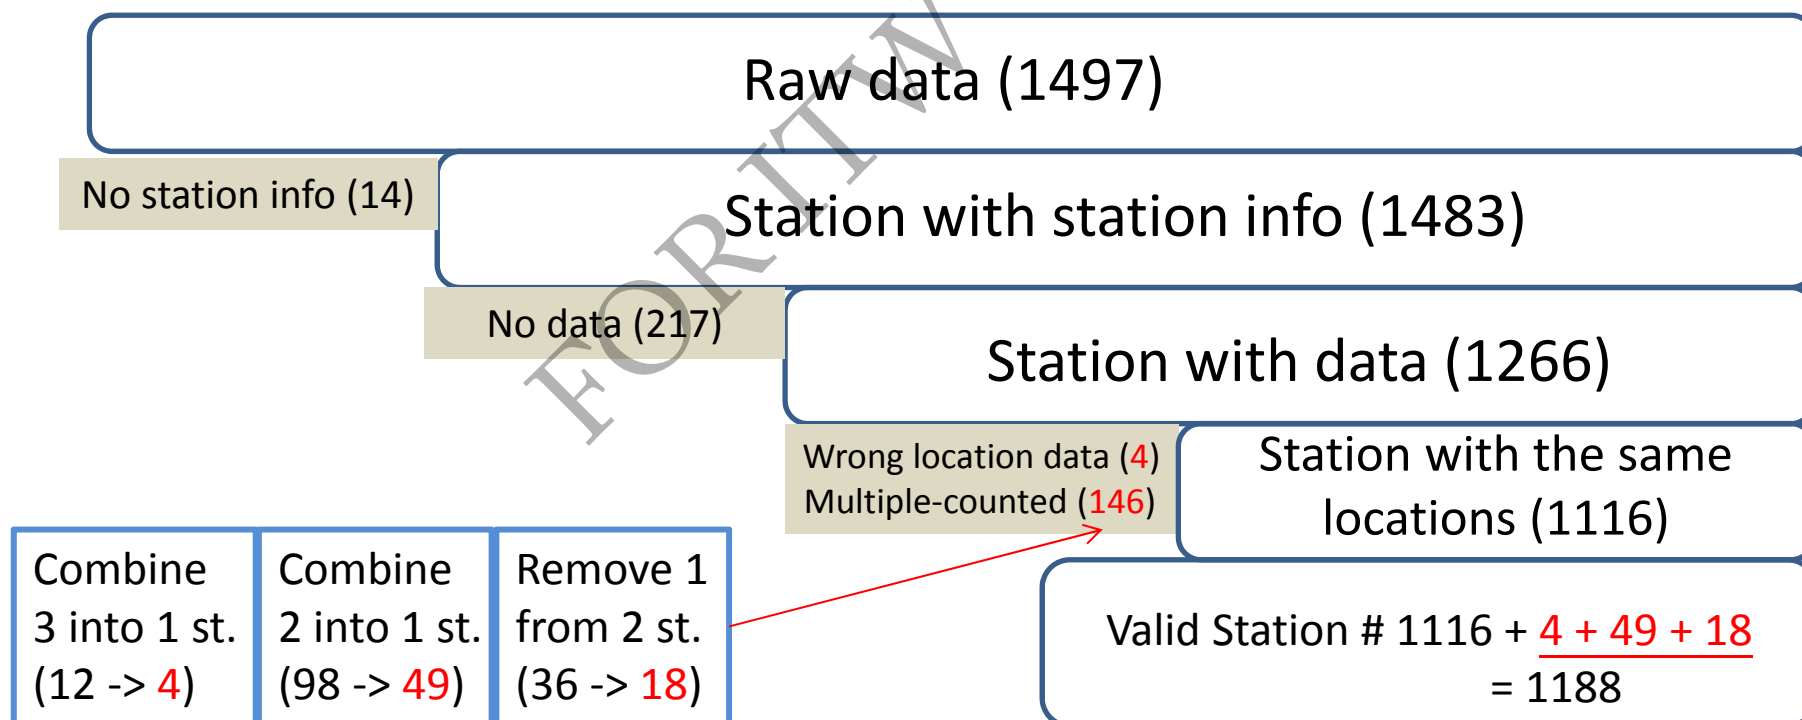 Raw data (1497)
No station info (14)
Station with station info (1483)
No data (217)
Station with data (1266)
Wrong location data (4)
Multiple-counted (146)
Station with the same
locations (1116)
Combine
3 into 1 st.
(12 -> 4)
Combine
2 into 1 st.
(98 -> 49)
Remove 1
from 2 st.
(36 -> 18)
Valid Station # 1116 + 4 + 49 + 18
= 1188
FORITW